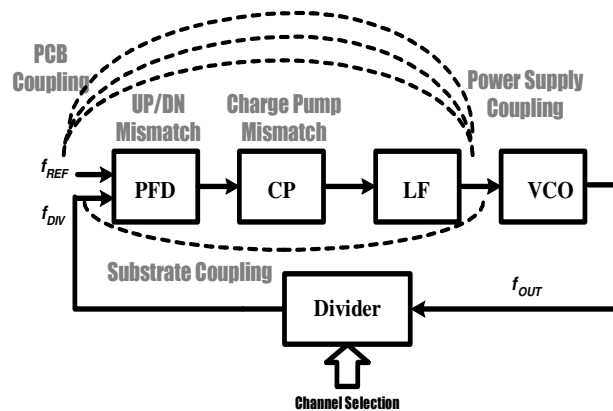 PCB
Coupling
UP/DN
Mismatch
Charge Pump
Mismatch
Power Supply
Coupling
fREF
fDIV
PFD
CP
LF
VCO
Substrate Coupling
fOUT
Divider
Channel Selection